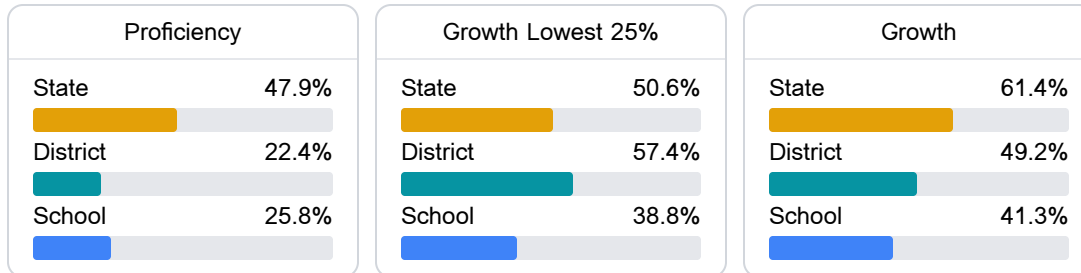 Proficiency
State 47.9%
District 22.4%
School 25.8%
Growth Lowest 25%
State 50.6%
District 57.4%
School 38.8%
Growth
State 61.4%
District 49.2%
School 41.3%